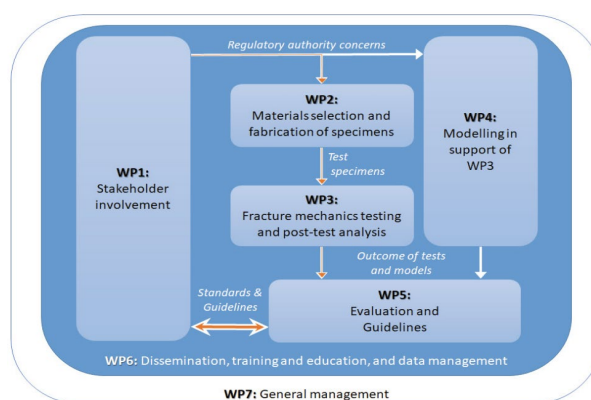 Regulatory authority concerns
WP1:
Stakeholder
involvement
WP2:
Materials selection and
fabrication of specimens
WP4:
Modelling in
support of
WP3
Test
specimens
WP3:
Fracture mechanics testing
and post-test analysis
Outcome of tests
and models
Standards &
Guidelines
WP5:
Evaluation and
Guidelines
WP6: Dissemination, training and education, and data management
WP7: General management